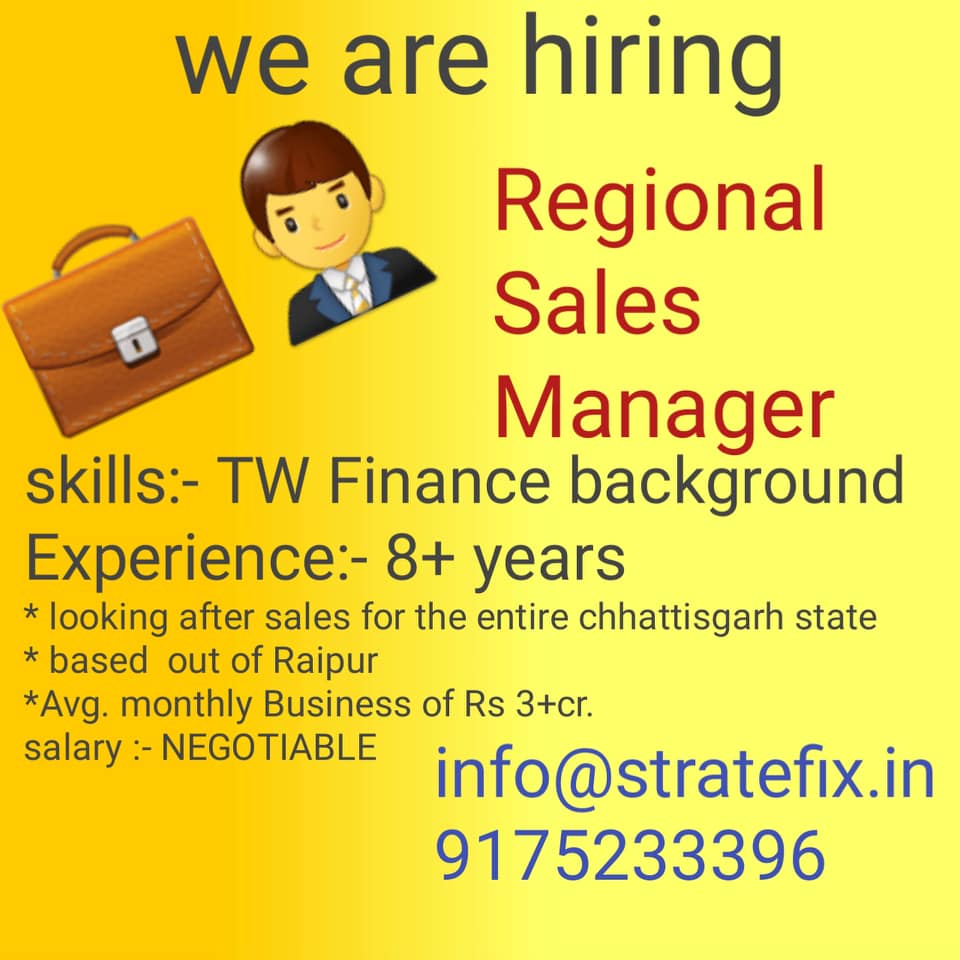 we are hiring
Regional
Sales
Manager
skills:- TW Finance background
Experience:- 8+ years
* looking after sales for the entire chhattisgarh state
* based  out of Raipur
*Avg. monthly Business of Rs 3+cr.
salary :- NEGOTIABLE
info@stratefix.in
9175233396